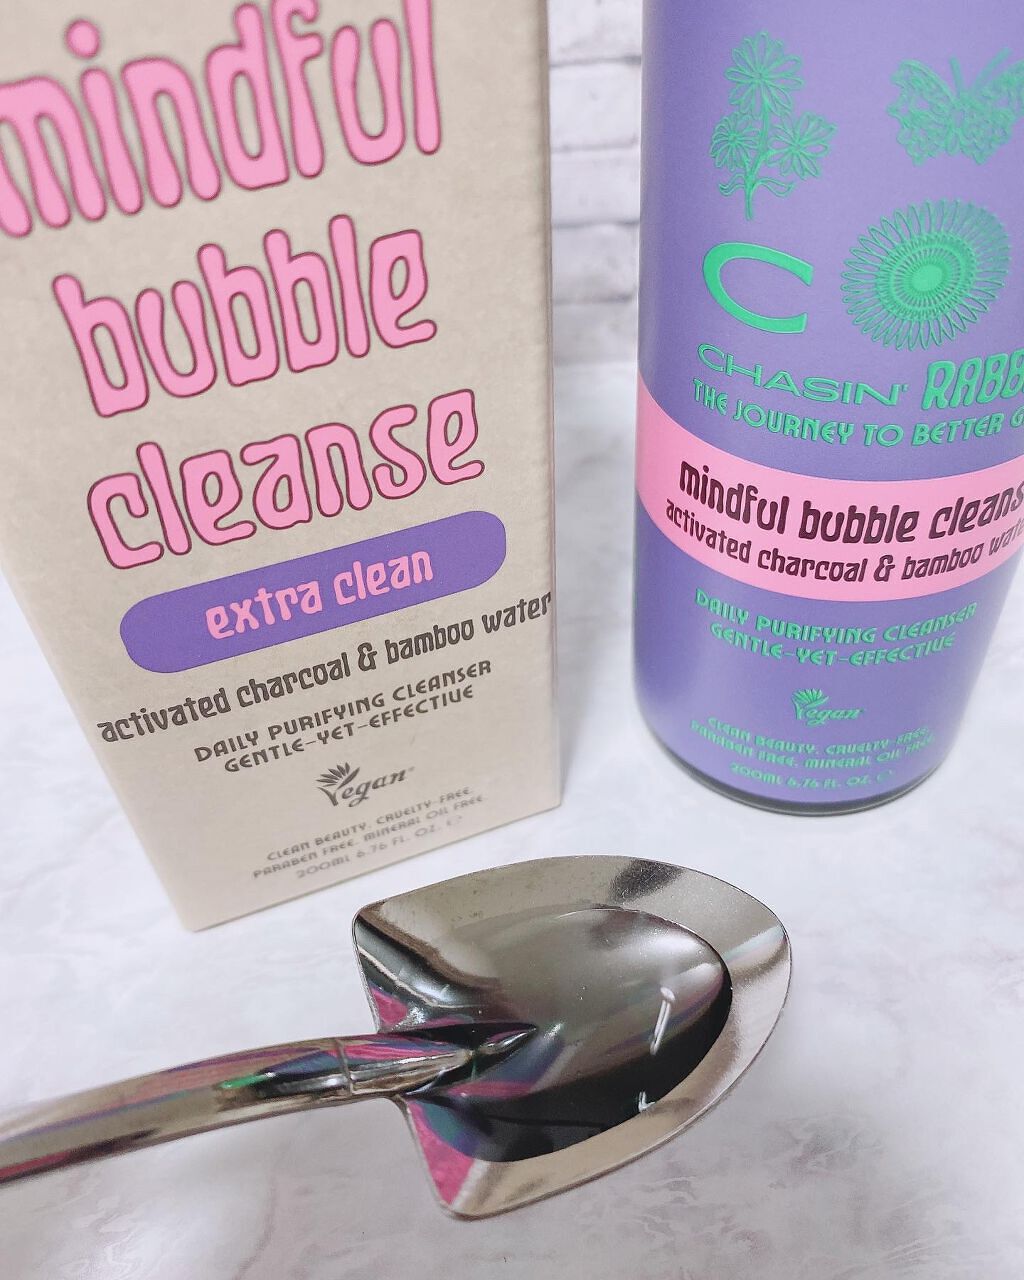 mindful
bubble
cleanse
extra clean
activated charcoal & bamboo water
DAILY PURIFYING CLEANSER
GENTLE-YET-EFFECTIVE
Vegan
CLEAN BEAUTY. CRUELTY-FREE.
PARABEN FREE. MINERAL OIL FREE.
200ML 6.76 FL. OZ. ℮
C
CHASIN' RABB
THE JOURNEY TO BETTER G
mindful bubble cleans
activated charcoal & bamboo wate
DAILY PURIFYING CLEANSER
GENTLE-YET-EFFECTIVE
Vegan
CLEAN BEAUTY. CRUELTY-FREE.
PARABEN FREE. MINERAL OIL FREE.
200ML 6.76 FL. OZ. ℮